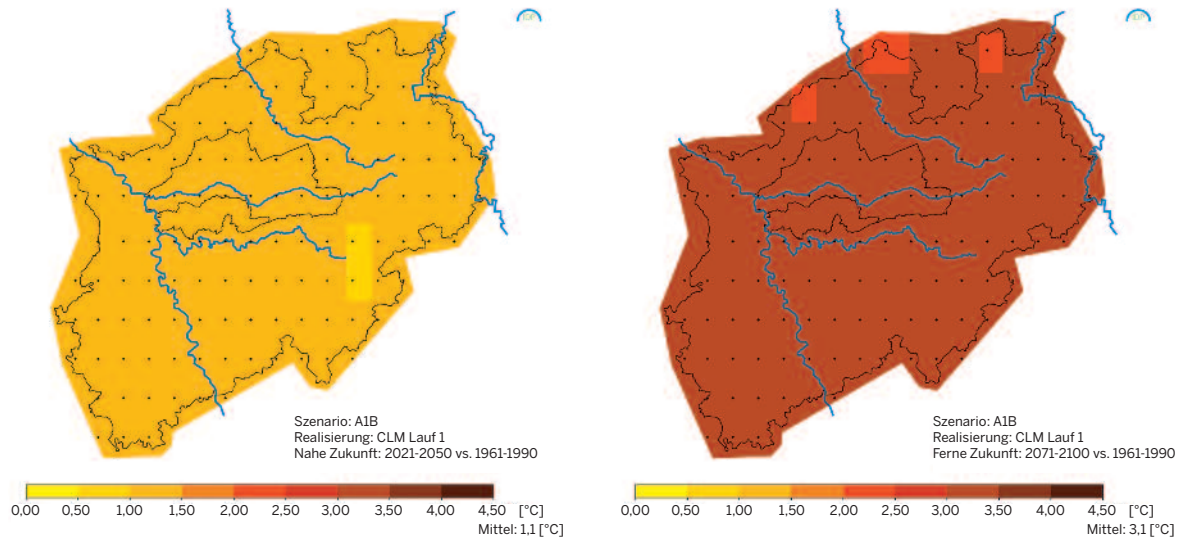 Szenario: A1B
Realisierung: CLM Lauf 1
Nahe Zukunft: 2021-2050 vs. 1961-1990
0,00 0,50 1,00 1,50 2,00 2,50 3,00 3,50 4,00 4,50 [°C]
Mittel: 1,1 [°C]
Szenario: A1B
Realisierung: CLM Lauf 1
Ferne Zukunft: 2071-2100 vs. 1961-1990
0,00 0,50 1,00 1,50 2,00 2,50 3,00 3,50 4,00 4,50 [°C]
Mittel: 3,1 [°C]